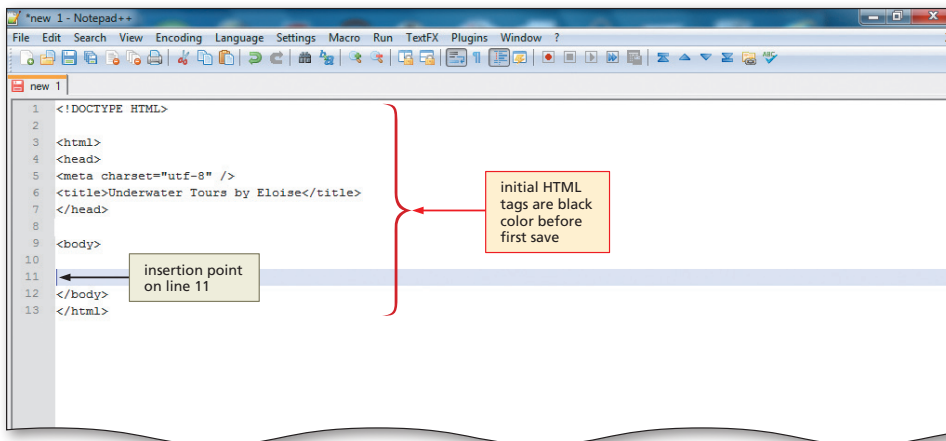 *new 1 - Notepad++
File Edit Search View Encoding Language Settings Macro Run TextFX Plugins Window ?
ABC
new 1
1 <!DOCTYPE HTML>
2
3 <html>
4 <head>
5 <meta charset="utf-8" />
6 <title>Underwater Tours by Eloise</title>
7 </head>
8
9 <body>
10
11
12 </body>
13 </html>
initial HTML
tags are black
color before
first save
insertion point
on line 11